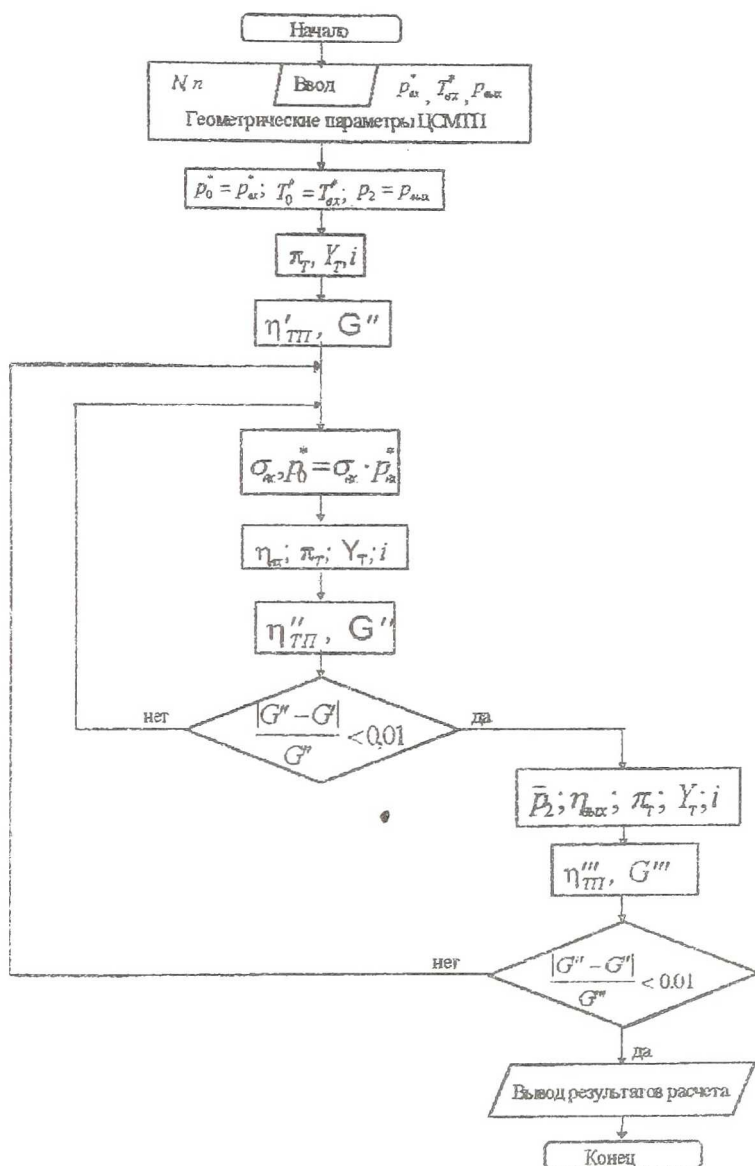 Начало
N, n Ввод p*вх, T*вх, pвых
Геометрические параметры ЦСМТП
p*0 = p*вх; T*0 = T*вх; p2 = pвых
πT, YT, i
η'ТП, G''
σвх, p*0 = σвх · p*вх
ηвх; πT; YT; i
η''ТП, G''
|G'' – G'|
G''
< 0,01
нет
да
p̄2; ηвых; πT; YT; i
η'''ТП, G'''
|G''' – G''|
G'''
< 0.01
нет
да
Вывод результатов расчета
Конец